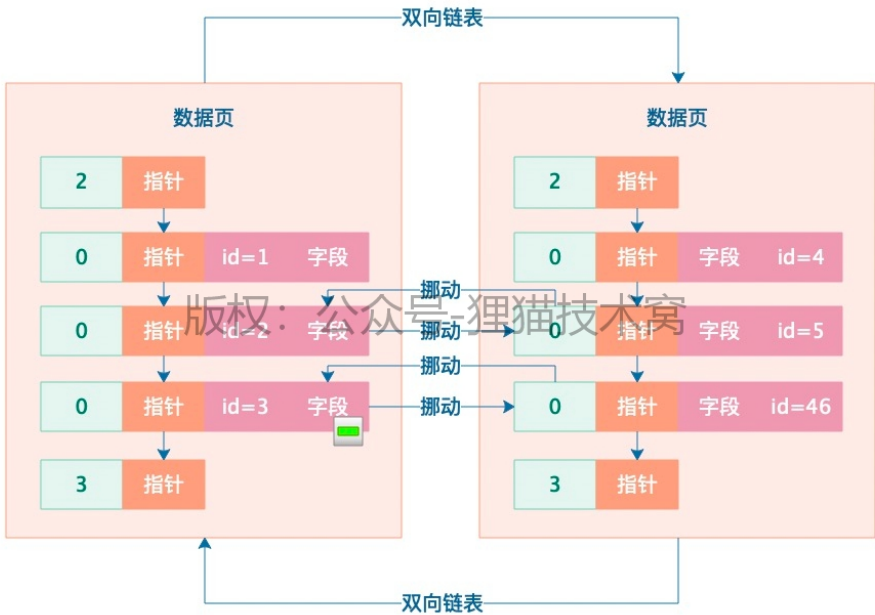 双向链表
数据页
2 指针
0 指针 id=1 字段
0 指针 id=2 字段
0 指针 id=3 字段
3 指针
挪动
挪动
挪动
挪动
数据页
2 指针
0 指针 字段 id=4
0 指针 字段 id=5
0 指针 字段 id=46
3 指针
版权：公众号-狸猫技术窝
双向链表